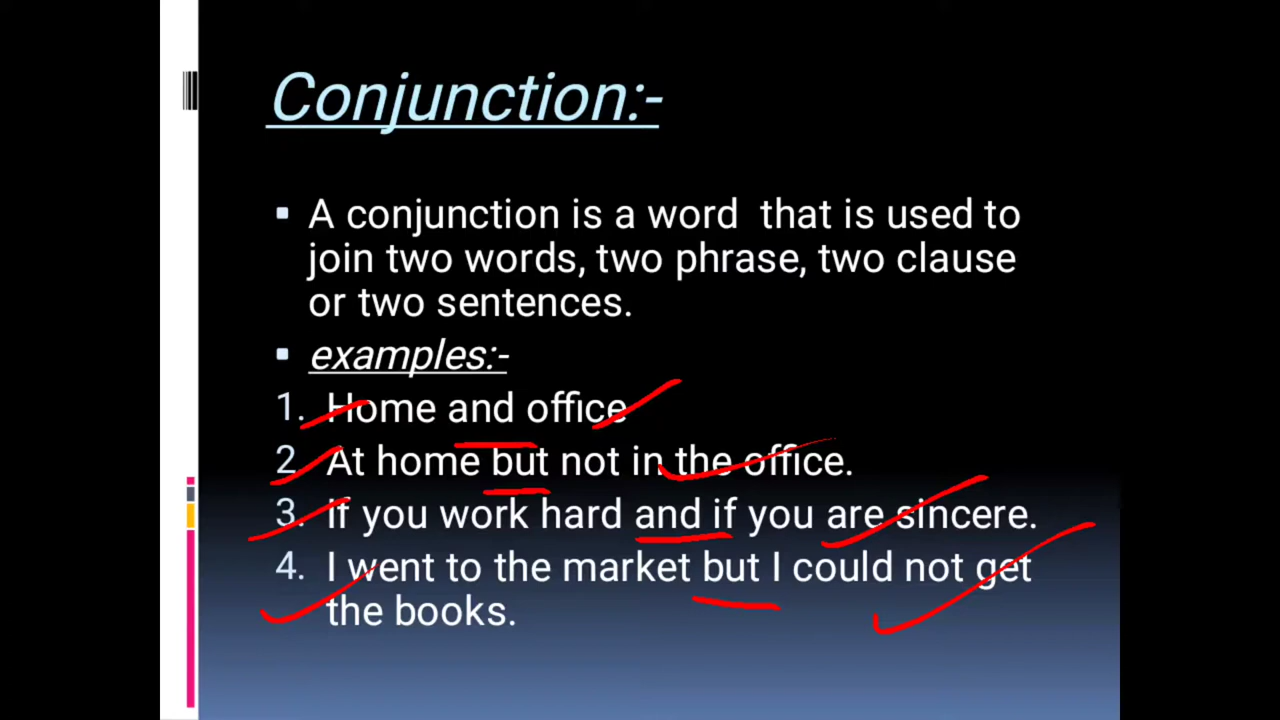 Conjunction:-
A conjunction is a word that is used to
join two words, two phrase, two clause
or two sentences.
examples:-
1. Home and office
2. At home but not in the office.
3. If you work hard and if you are sincere.
4. I went to the market but I could not get
the books.